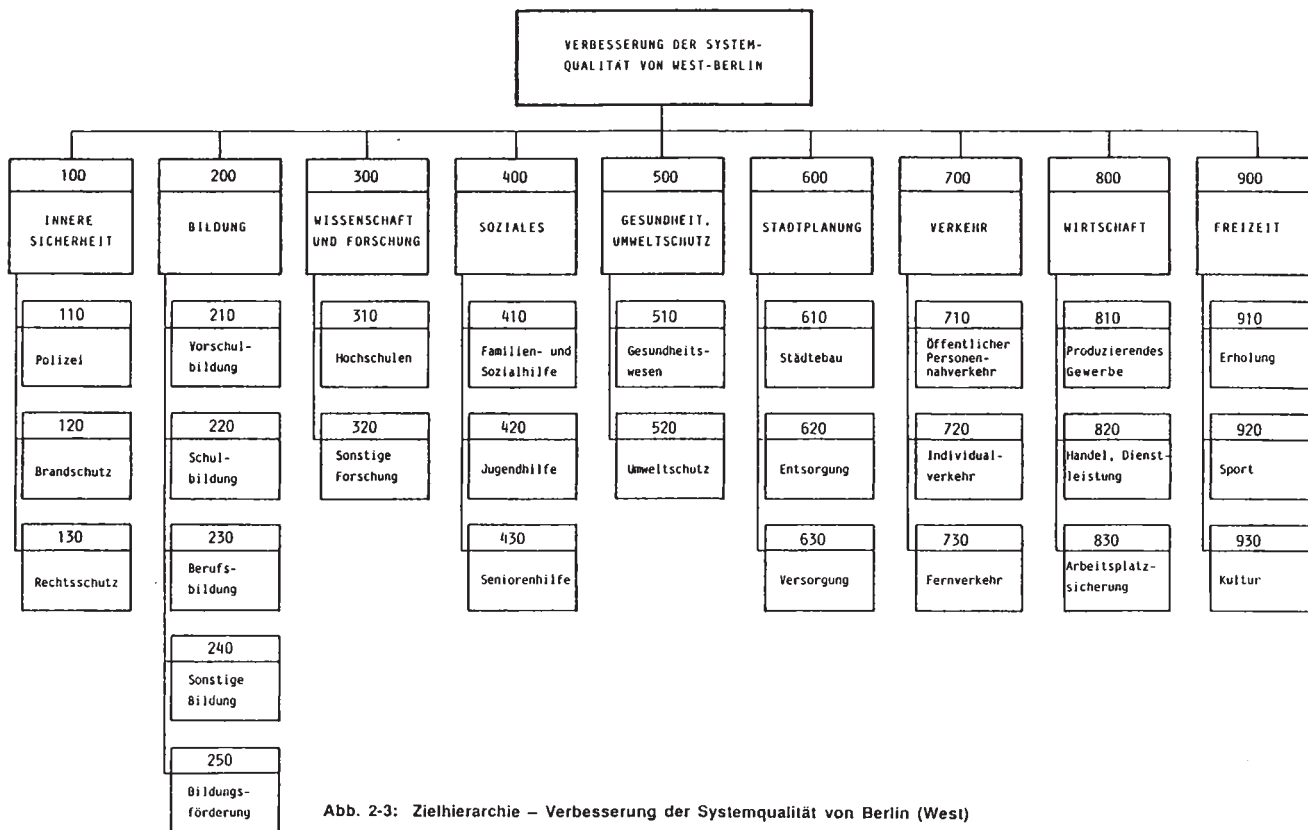 VERBESSERUNG DER SYSTEM-
QUALITÄT VON WEST-BERLIN
100
INNERE
SICHERHEIT
110
Polizei
120
Brandschutz
130
Rechtsschutz
200
BILDUNG
210
Vorschul-
bildung
220
Schul-
bildung
230
Berufs-
bildung
240
Sonstige
Bildung
250
Bildungs-
förderung
300
WISSENSCHAFT
UND FORSCHUNG
310
Hochschulen
320
Sonstige
Forschung
400
SOZIALES
410
Familien- und
Sozialhilfe
420
Jugendhilfe
430
Seniorenhilfe
500
GESUNDHEIT,
UMWELTSCHUTZ
510
Gesundheits-
wesen
520
Umweltschutz
600
STADTPLANUNG
610
Städtebau
620
Entsorgung
630
Versorgung
700
VERKEHR
710
Öffentlicher
Personen-
nahverkehr
720
Individual-
verkehr
730
Fernverkehr
800
WIRTSCHAFT
810
Produzierendes
Gewerbe
820
Handel, Dienst-
leistung
830
Arbeitsplatz-
sicherung
900
FREIZEIT
910
Erholung
920
Sport
930
Kultur
Abb. 2-3: Zielhierarchie – Verbesserung der Systemqualität von Berlin (West)